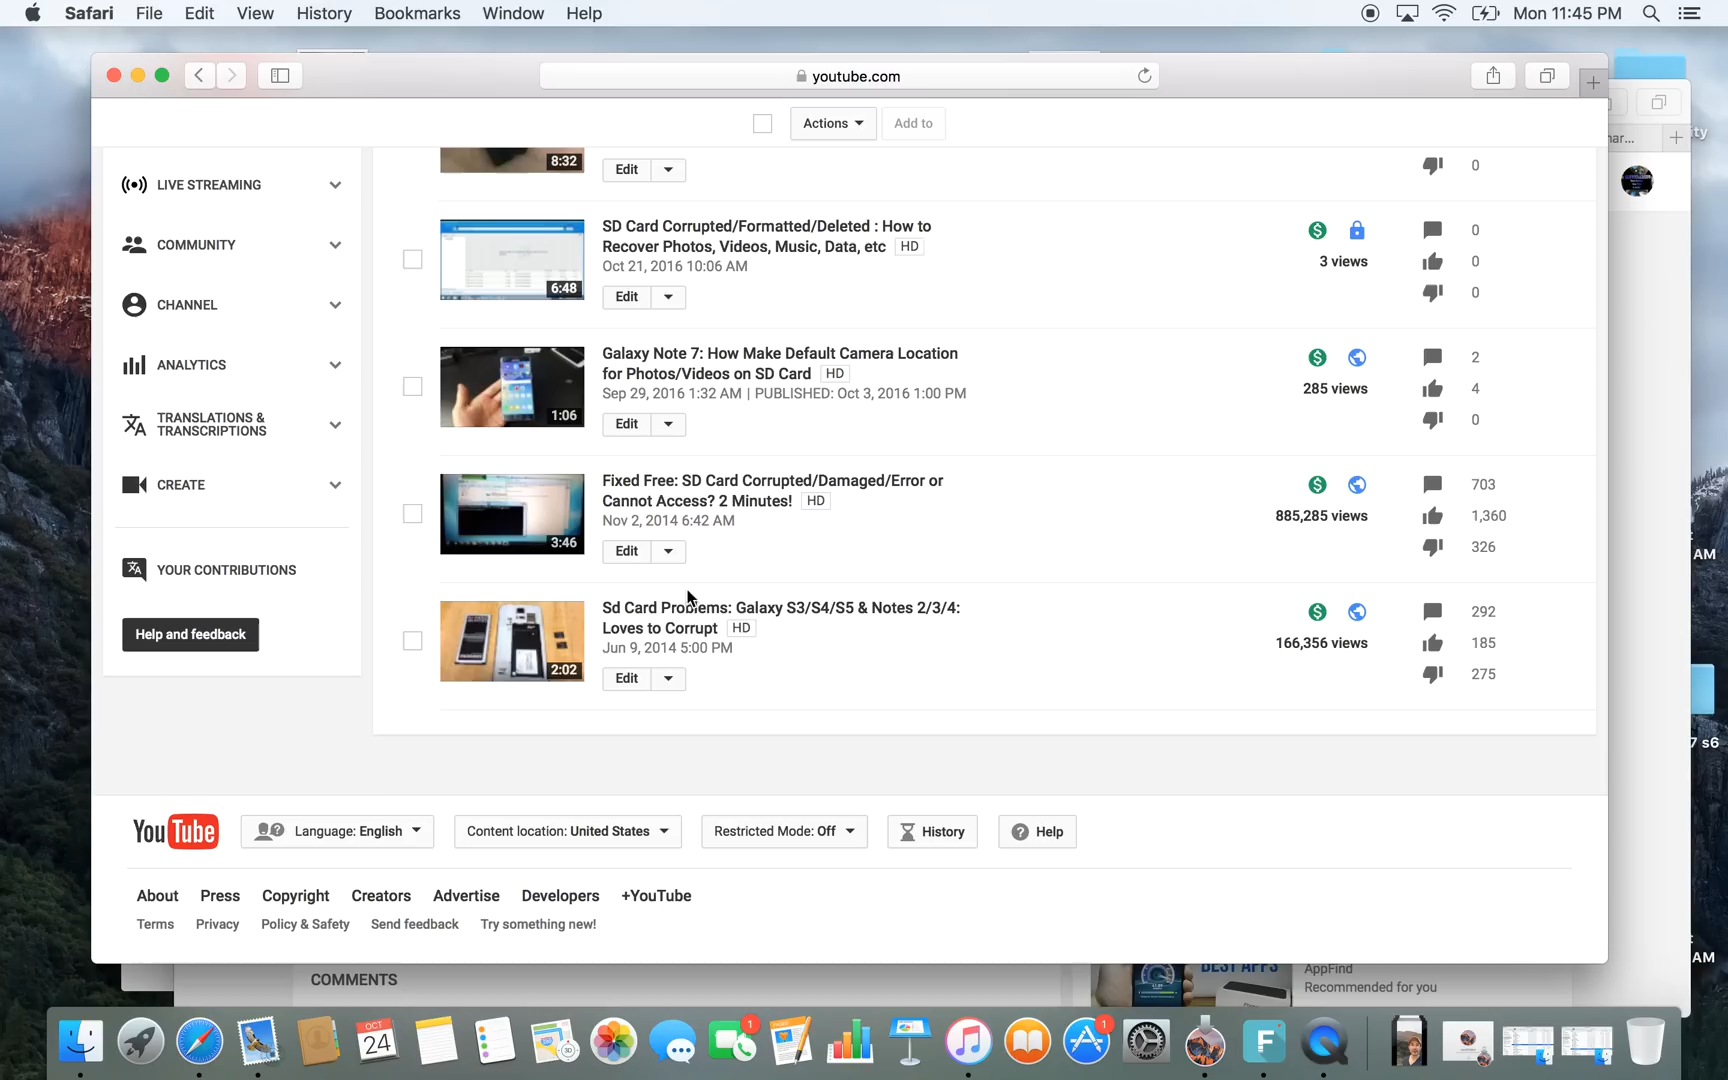 Safari File Edit View History Bookmarks Window Help
Mon 11:45 PM
youtube.com
Actions
Add to
LIVE STREAMING
COMMUNITY
CHANNEL
ANALYTICS
TRANSLATIONS &
TRANSCRIPTIONS
CREATE
YOUR CONTRIBUTIONS
Help and feedback
8:32
Edit
0
SD Card Corrupted/Formatted/Deleted : How to
Recover Photos, Videos, Music, Data, etc HD
Oct 21, 2016 10:06 AM
6:48
Edit
3 views
0
0
0
Galaxy Note 7: How Make Default Camera Location
for Photos/Videos on SD Card HD
Sep 29, 2016 1:32 AM | PUBLISHED: Oct 3, 2016 1:00 PM
1:06
Edit
285 views
2
4
0
Fixed Free: SD Card Corrupted/Damaged/Error or
Cannot Access? 2 Minutes! HD
Nov 2, 2014 6:42 AM
3:46
Edit
885,285 views
703
1,360
326
Sd Card Problems: Galaxy S3/S4/S5 & Notes 2/3/4:
Loves to Corrupt HD
Jun 9, 2014 5:00 PM
2:02
Edit
166,356 views
292
185
275
YouTube
Language: English
Content location: United States
Restricted Mode: Off
History
Help
About Press Copyright Creators Advertise Developers +YouTube
Terms Privacy Policy & Safety Send feedback Try something new!
COMMENTS
BEST APPS
AppFind
Recommended for you
AM
7 s6
AM
OCT
24
30
1
1
F